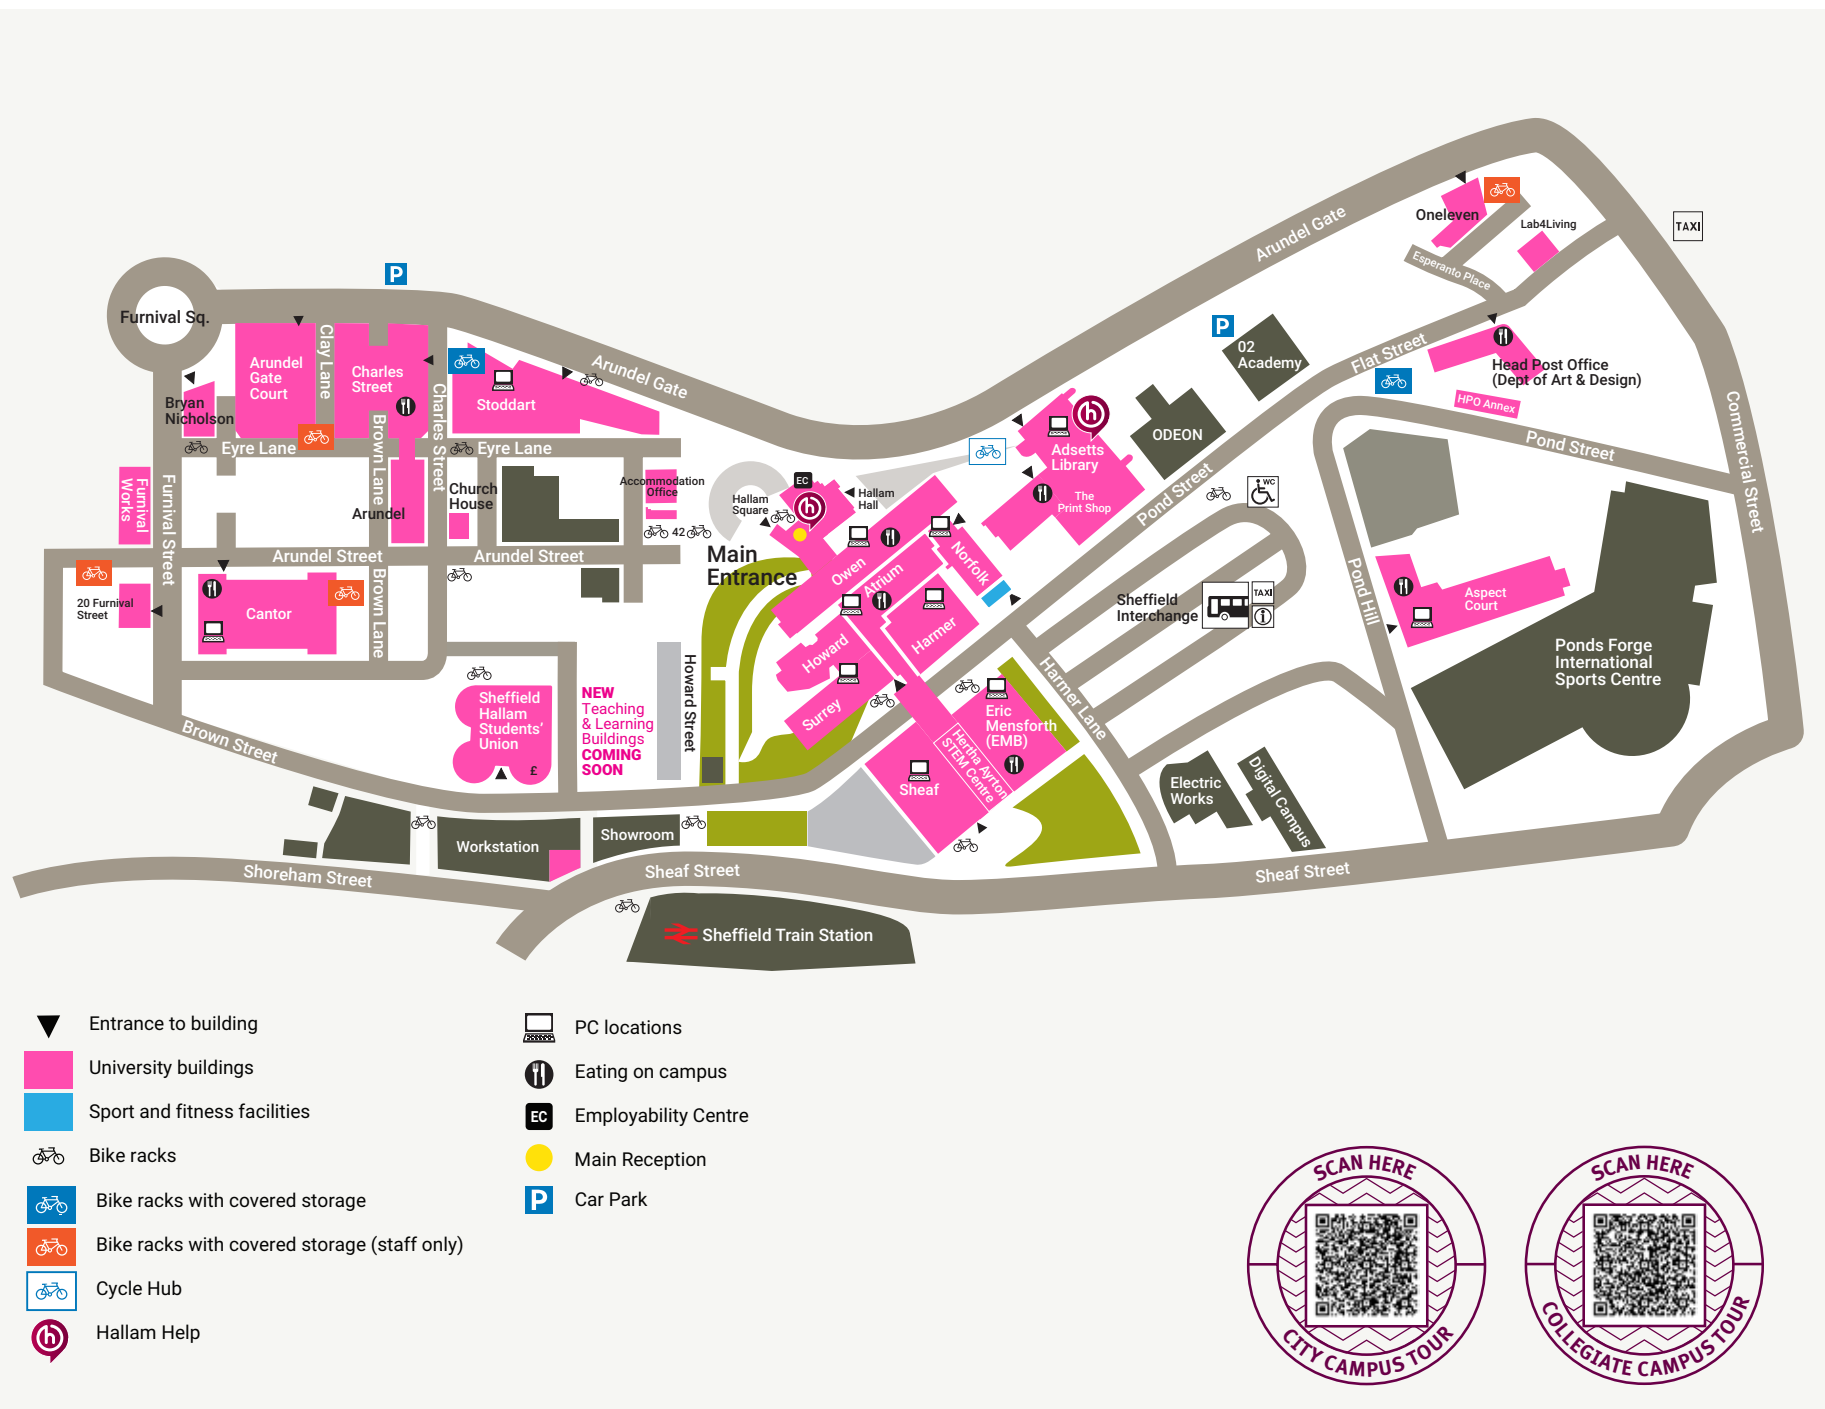 Arundel Gate
Oneleven
Lab4Living
TAXI
Esperanto Place
P
Furnival Sq.
Clay Lane
Arundel
Gate
Court
Charles
Street
Charles Street
Stoddart
Arundel Gate
P
02
Academy
Flat Street
Head Post Office
(Dept of Art & Design)
HPO Annex
Commercial Street
Bryan
Nicholson
Eyre Lane
Brown Lane
Eyre Lane
ODEON
Pond Street
Adsetts
Library
h
The
Print Shop
Pond Street
WC
Furnival
Works
Furnival Street
Arundel
Church
House
Accommodation
Office
42
Hallam
Square
EC
h
Hallam
Hall
Main
Entrance
Arundel Street
Arundel Street
Owen
Atrium
Norfolk
Harmer
Howard
Surrey
20 Furnival
Street
Cantor
Brown Lane
Sheffield
Interchange
TAXI
i
Pond Hill
Aspect
Court
Ponds Forge
International
Sports Centre
Harmer Lane
Howard Street
Sheffield
Hallam
Students'
Union
£
NEW
Teaching
& Learning
Buildings
COMING
SOON
Eric
Mensforth
(EMB)
Hertha Ayrton
STEM Centre
Sheaf
Brown Street
Electric
Works
Digital Campus
Workstation
Showroom
Shoreham Street
Sheaf Street
Sheaf Street
Sheffield Train Station
Entrance to building
University buildings
Sport and fitness facilities
Bike racks
Bike racks with covered storage
Bike racks with covered storage (staff only)
Cycle Hub
h
Hallam Help
PC locations
Eating on campus
EC
Employability Centre
Main Reception
P
Car Park
SCAN HERE
CITY CAMPUS TOUR
SCAN HERE
COLLEGIATE CAMPUS TOUR